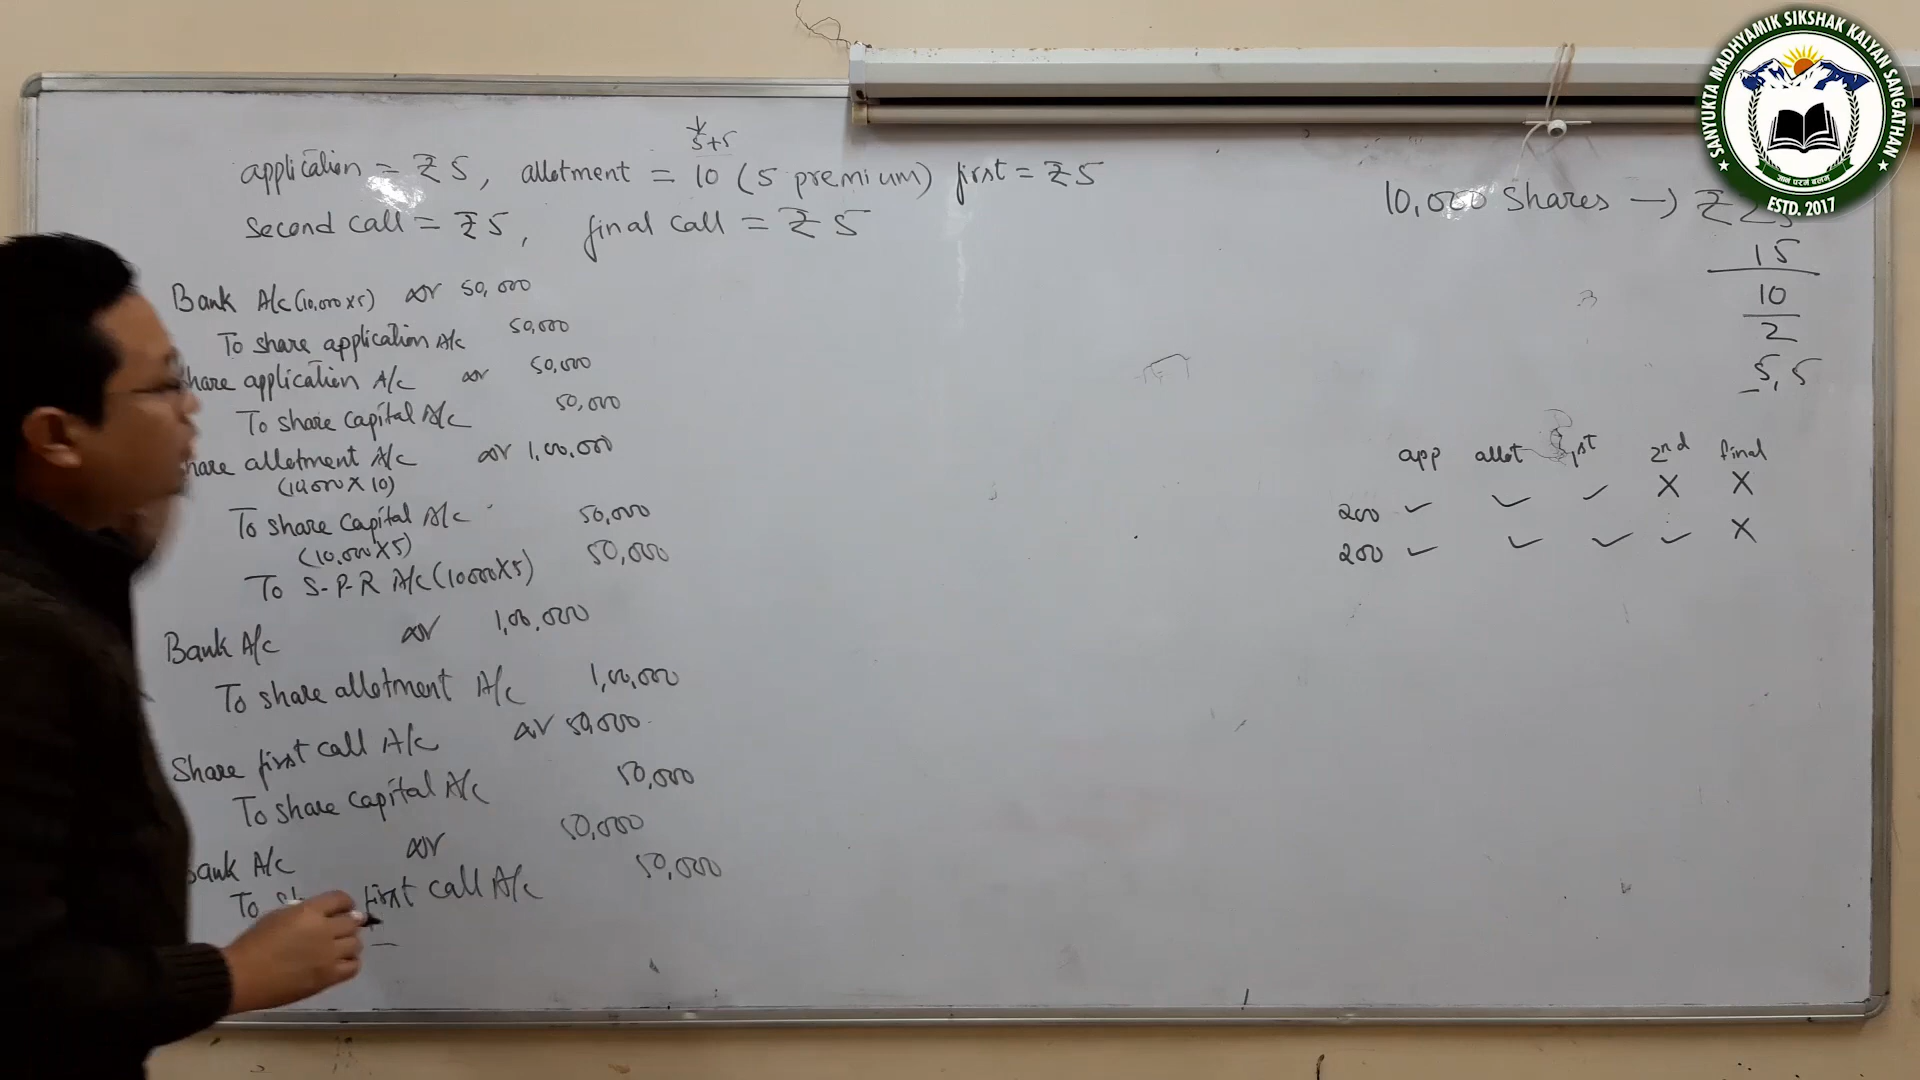 5+5
application = ₹5, allotment = 10 (5 premium) first = ₹5
second call = ₹5, final call = ₹5
Bank A/c (10,000×5) Dr 50,000
To share application A/c 50,000
Share application A/c Dr 50,000
To share capital A/c 50,000
hare allotment A/c Dr 1,00,000
(10,000×10)
To share capital A/c 50,000
(10,000×5)
To S-P-R A/c (10000×5) 50,000
Bank A/c Dr 1,00,000
To share allotment A/c 1,00,000
Share first call A/c Dr 50,000
To share capital A/c 50,000
Bank A/c Dr 50,000
To first call A/c 50,000
10,000 shares → ₹25
15
10
2
5, 5
app allot 1st 2nd final
200 ✓ ✓ ✓ X X
200 ✓ ✓ ✓ ✓ X
SANYUKTA MADHYAMIK SIKSHAK KALYAN SANGATHAN
ESTD. 2017